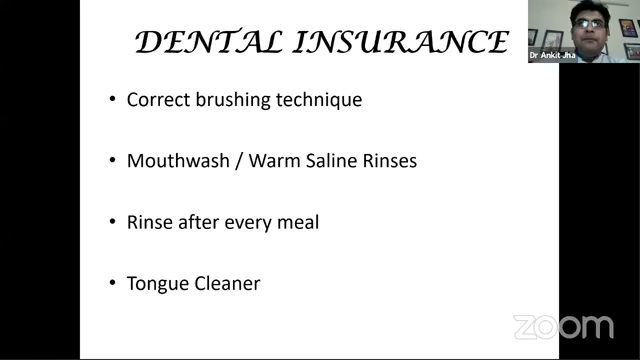 DENTAL INSURANCE
Dr Ankit Jha
• Correct brushing technique
• Mouthwash / Warm Saline Rinses
• Rinse after every meal
• Tongue Cleaner
zoom